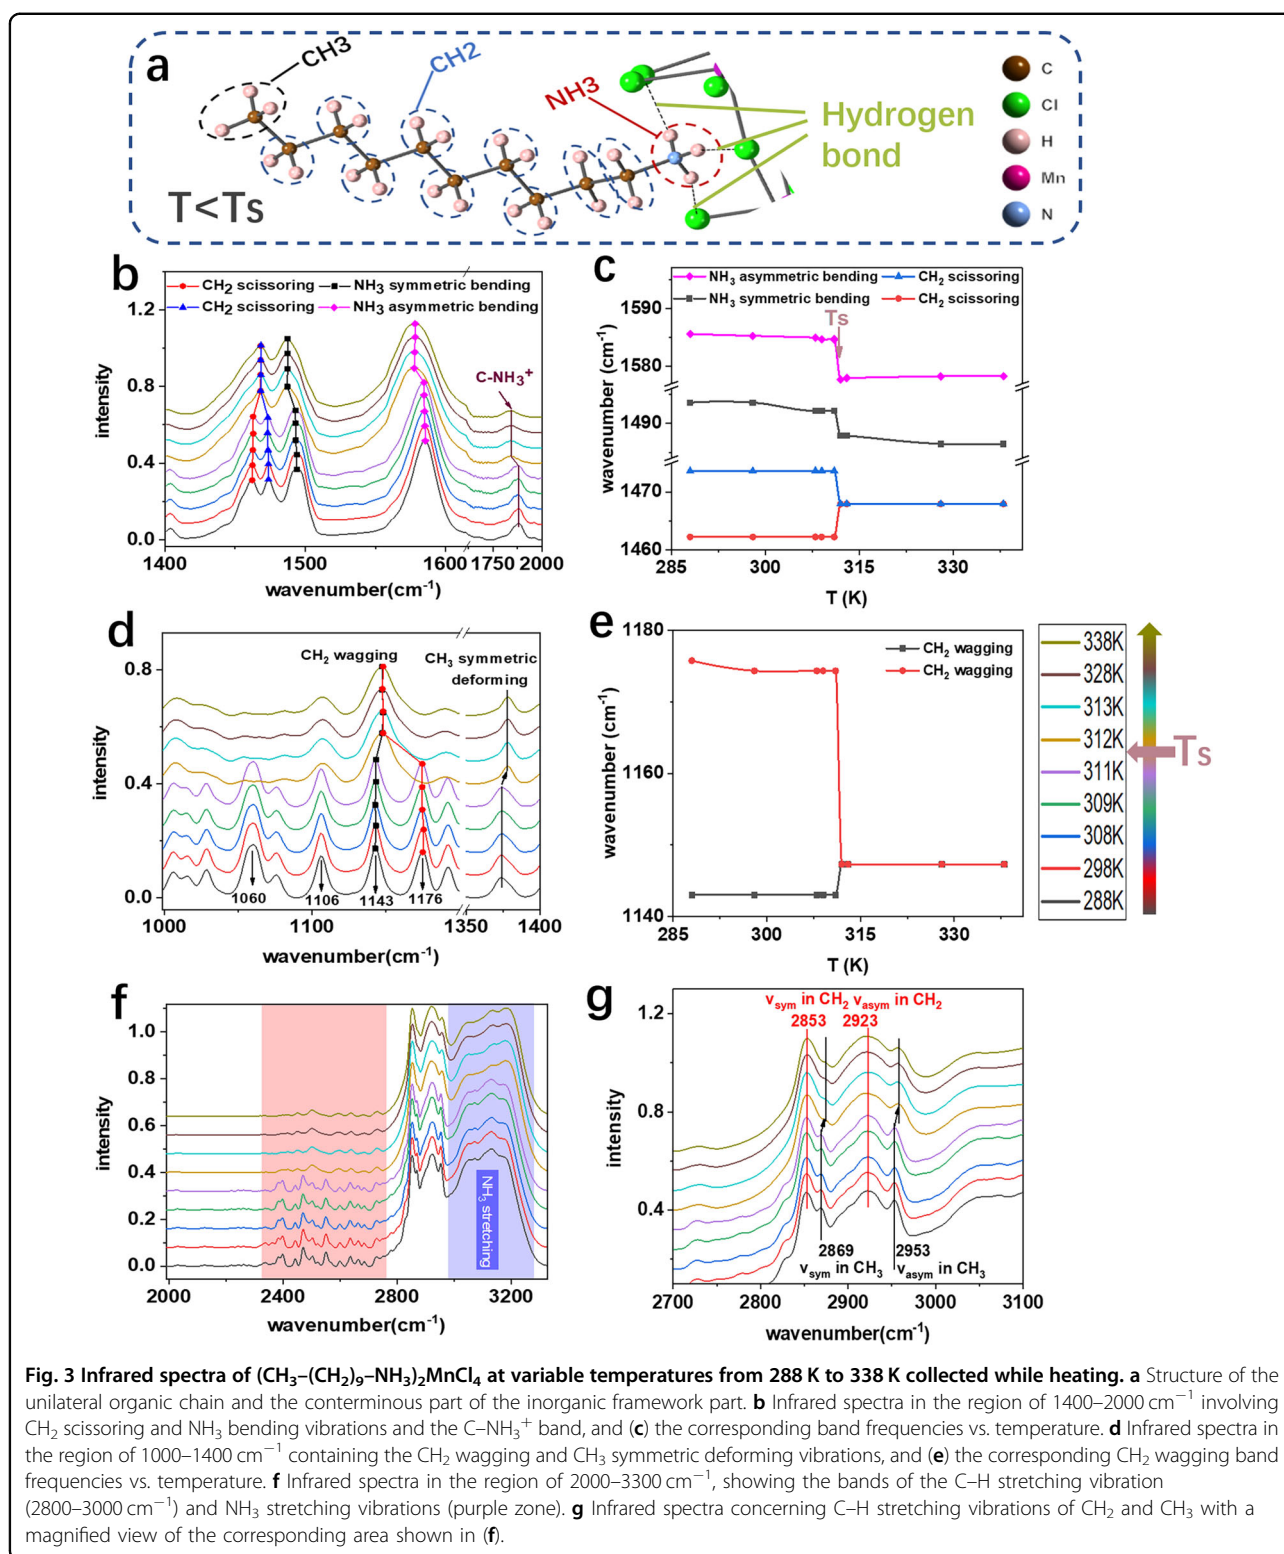 a
CH3
CH2
NH3
Hydrogen
bond
T<Ts
C
Cl
H
Mn
N
b
CH₂ scissoring
NH₃ symmetric bending
CH₂ scissoring
NH₃ asymmetric bending
C-NH₃⁺
intensity
1.2
0.8
0.4
0.0
1400 1500 1600 1750 2000
wavenumber(cm⁻¹)
c
NH₃ asymmetric bending
CH₂ scissoring
NH₃ symmetric bending
CH₂ scissoring
Ts
wavenumber (cm⁻¹)
1590
1580
1490
1470
1460
285 300 315 330
T (K)
d
CH₂ wagging
CH₃ symmetric
deforming
intensity
0.8
0.4
0.0
1060 1106 1143 1176
1000 1100 1350 1400
wavenumber(cm⁻¹)
e
CH₂ wagging
CH₂ wagging
wavenumber (cm⁻¹)
1180
1160
1140
285 300 315 330
T (K)
338K
328K
313K
312K
Ts
311K
309K
308K
298K
288K
f
intensity
1.0
0.8
0.6
0.4
0.2
0.0
NH₃ stretching
2000 2400 2800 3200
wavenumber(cm⁻¹)
g
v_sym in CH₂ v_asym in CH₂
2853 2923
intensity
1.2
0.8
0.4
2869 2953
v_sym in CH₃ v_asym in CH₃
2700 2800 2900 3000 3100
wavenumber(cm⁻¹)
Fig. 3 Infrared spectra of (CH₃–(CH₂)₉–NH₃)₂MnCl₄ at variable temperatures from 288 K to 338 K collected while heating. a Structure of the
unilateral organic chain and the conterminous part of the inorganic framework part. b Infrared spectra in the region of 1400–2000 cm⁻¹ involving
CH₂ scissoring and NH₃ bending vibrations and the C–NH₃⁺ band, and (c) the corresponding band frequencies vs. temperature. d Infrared spectra in
the region of 1000–1400 cm⁻¹ containing the CH₂ wagging and CH₃ symmetric deforming vibrations, and (e) the corresponding CH₂ wagging band
frequencies vs. temperature. f Infrared spectra in the region of 2000–3300 cm⁻¹, showing the bands of the C–H stretching vibration
(2800–3000 cm⁻¹) and NH₃ stretching vibrations (purple zone). g Infrared spectra concerning C–H stretching vibrations of CH₂ and CH₃ with a
magnified view of the corresponding area shown in (f).